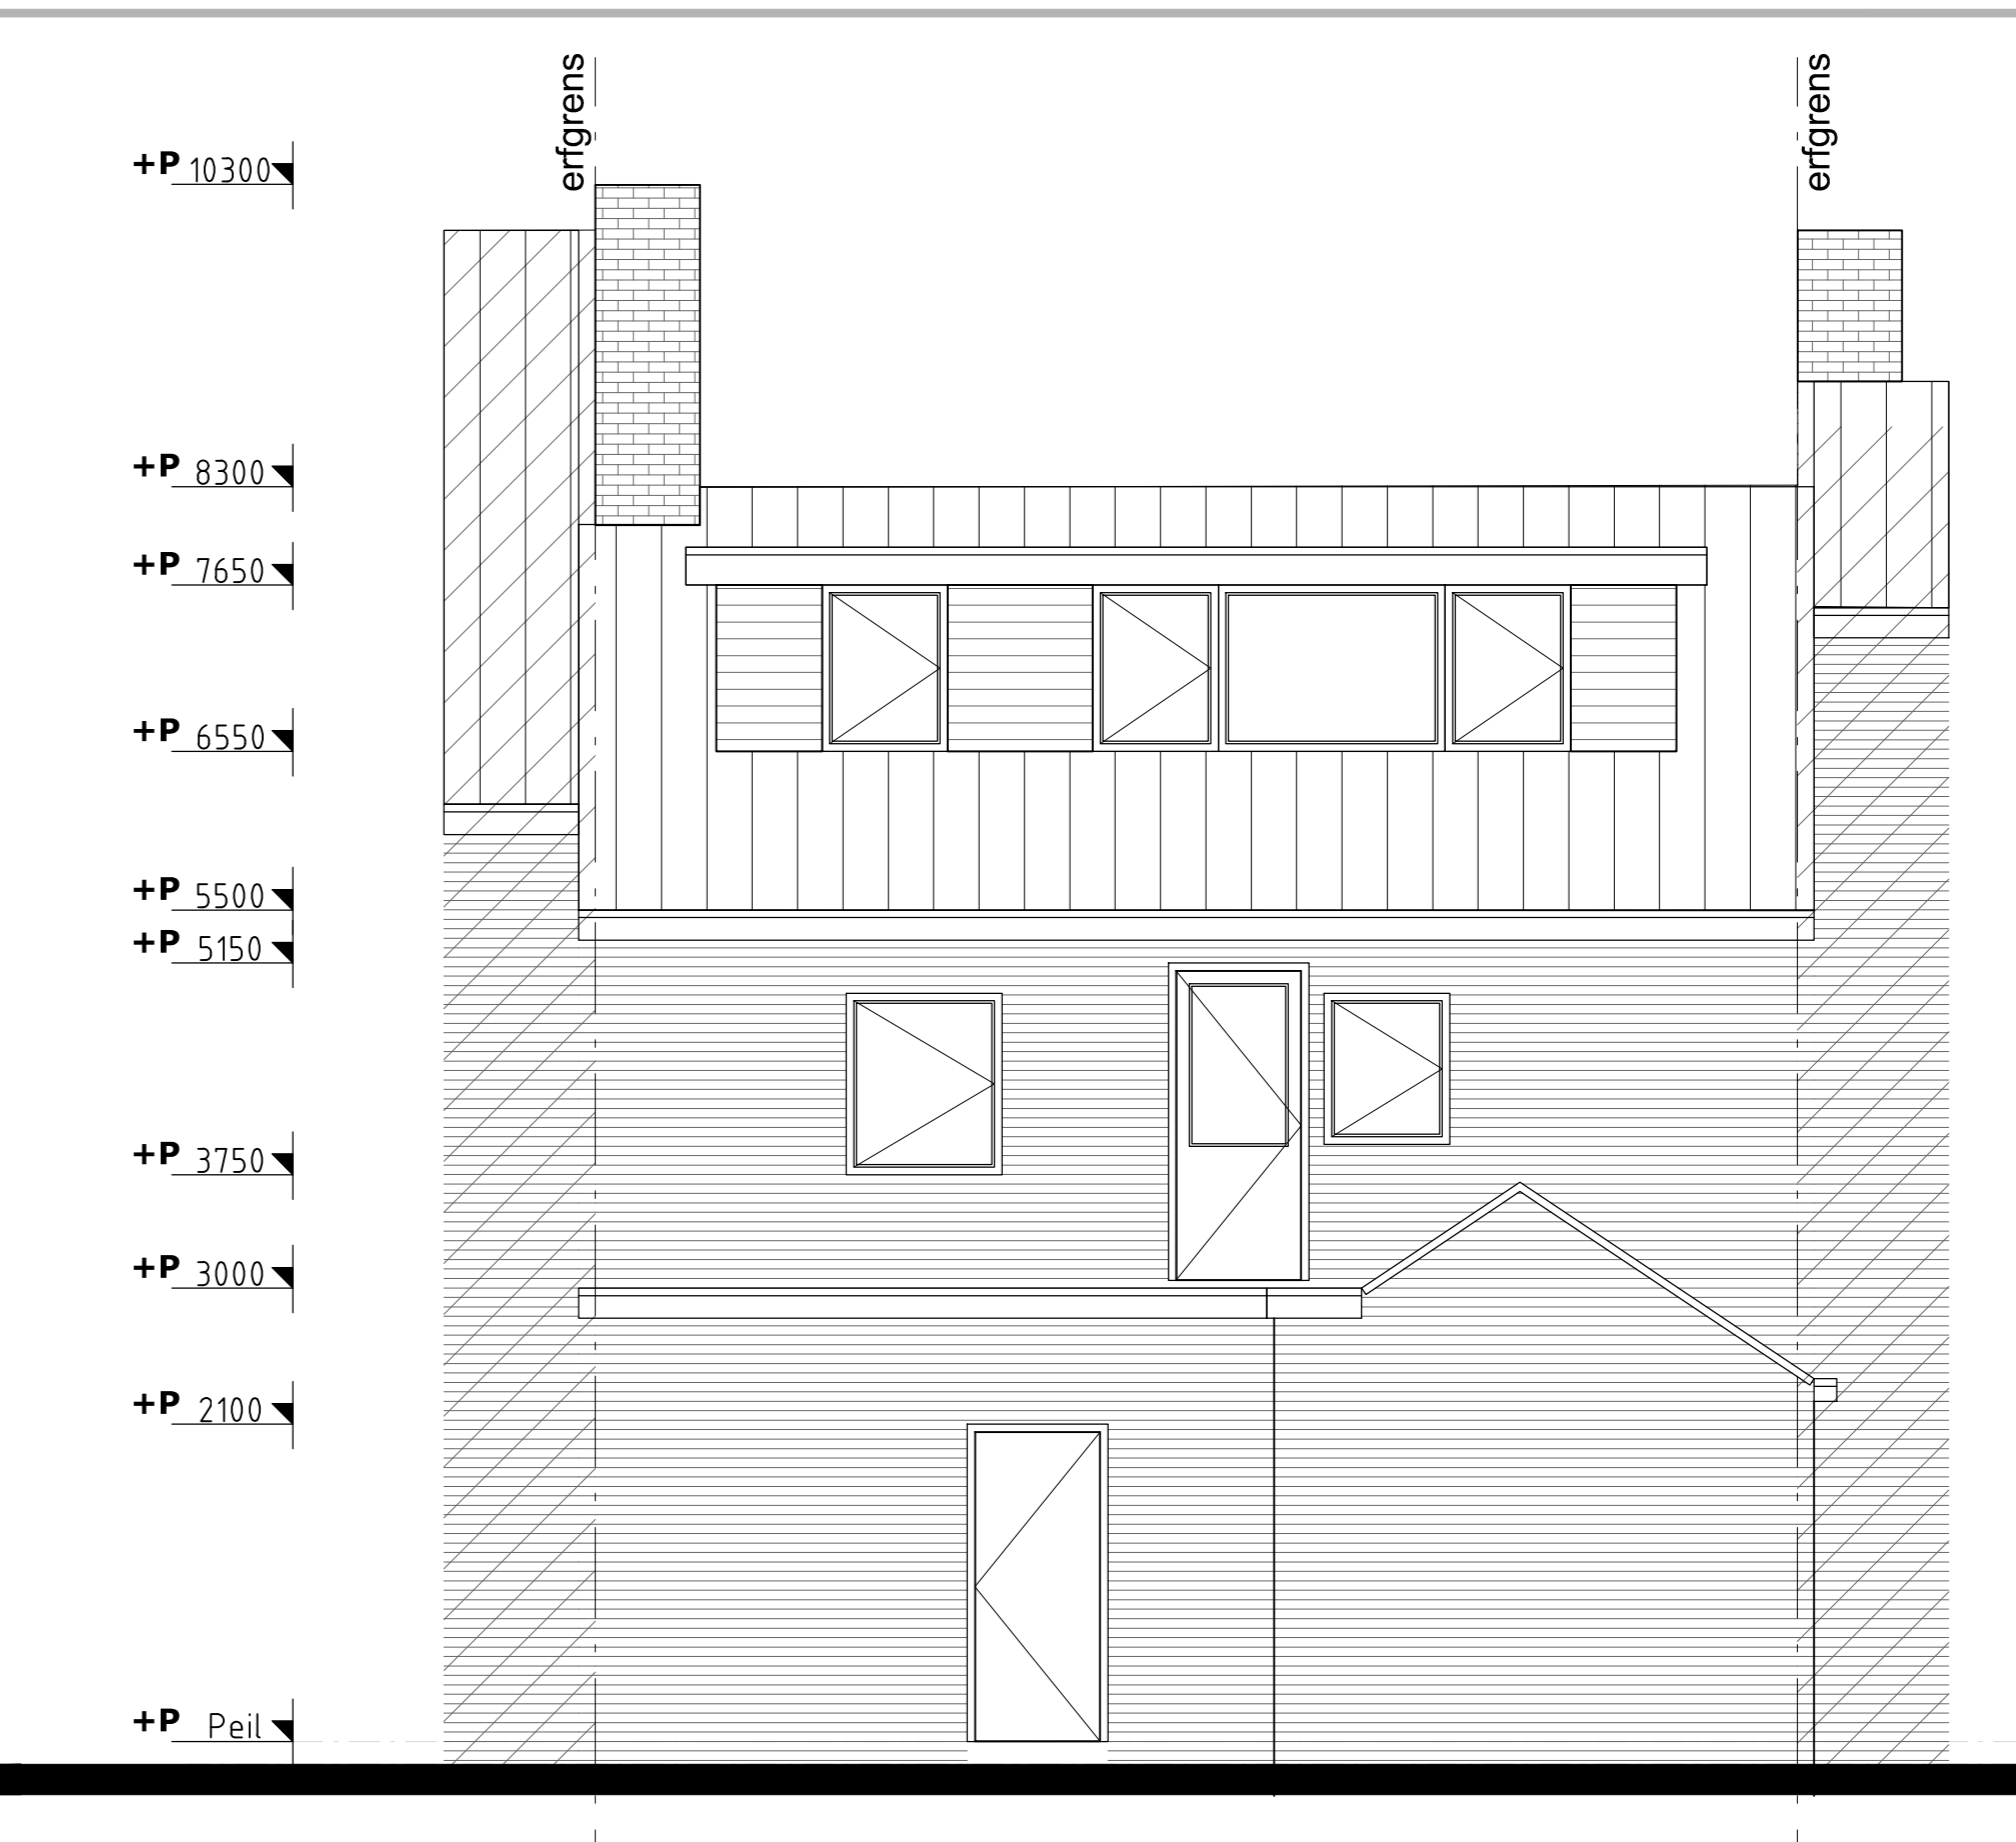 erfgrens
erfgrens
+P 10300
+P 8300
+P 7650
+P 6550
+P 5500
+P 5150
+P 3750
+P 3000
+P 2100
+P Peil